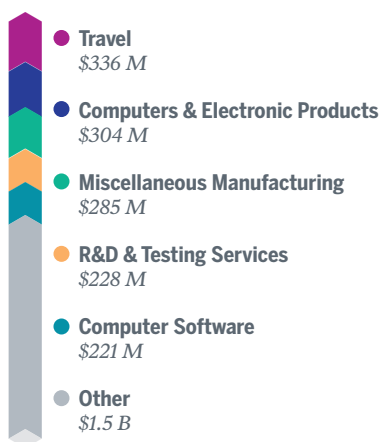 Travel
$336 M
Computers & Electronic Products
$304 M
Miscellaneous Manufacturing
$285 M
R&D & Testing Services
$228 M
Computer Software
$221 M
Other
$1.5 B